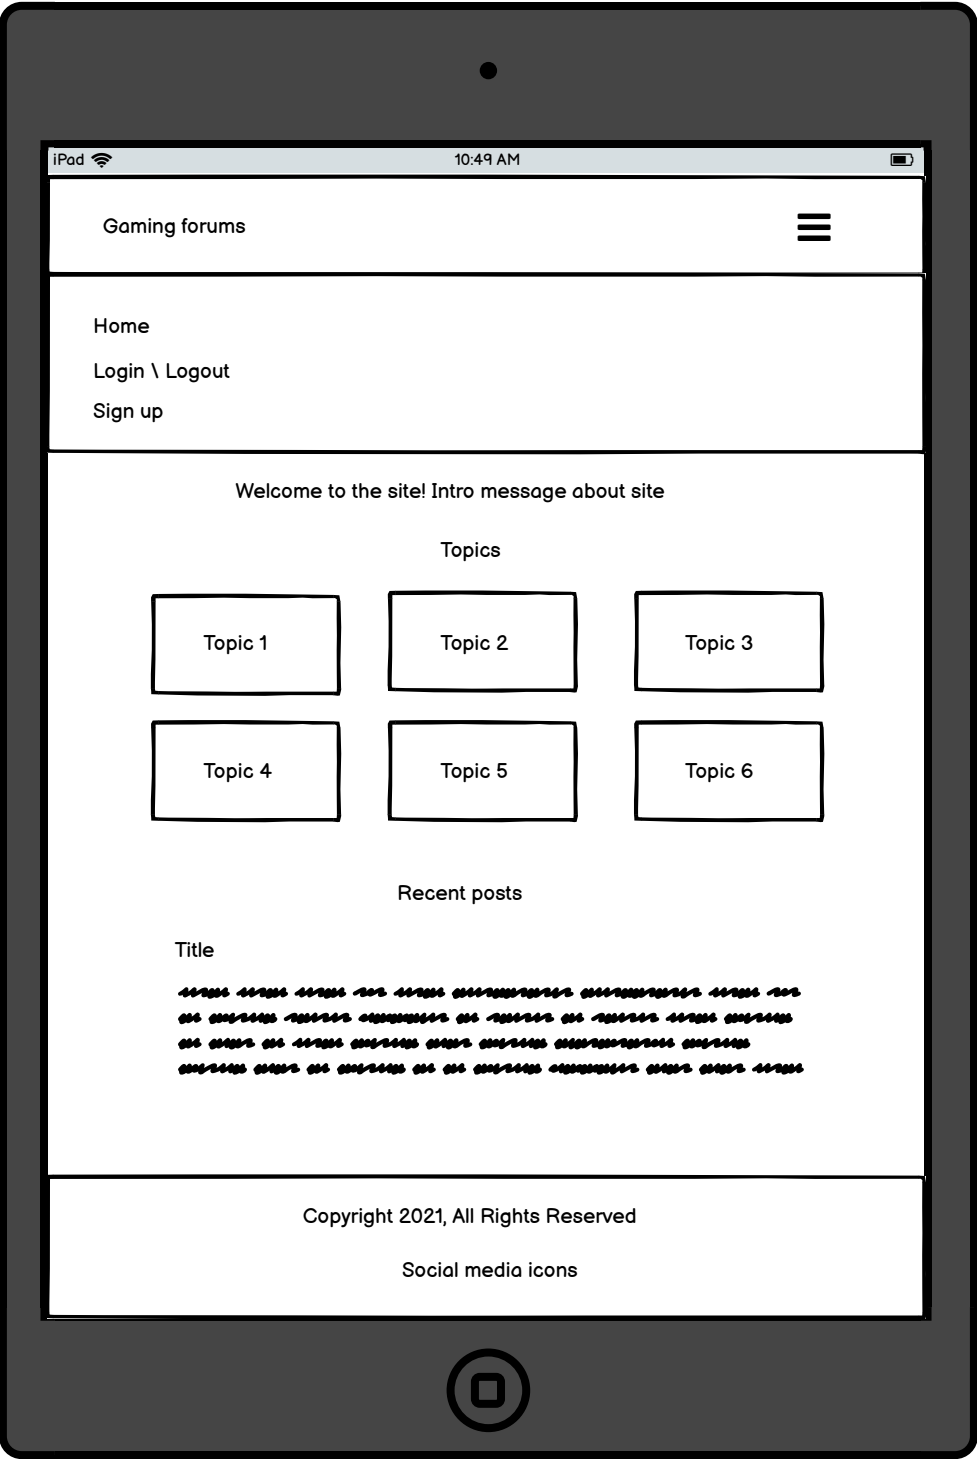 iPad 10:49 AM
Gaming forums
Home
Login \ Logout
Sign up
Welcome to the site! Intro message about site
Topics
Topic 1 Topic 2 Topic 3
Topic 4 Topic 5 Topic 6
Recent posts
Title
Copyright 2021, All Rights Reserved
Social media icons